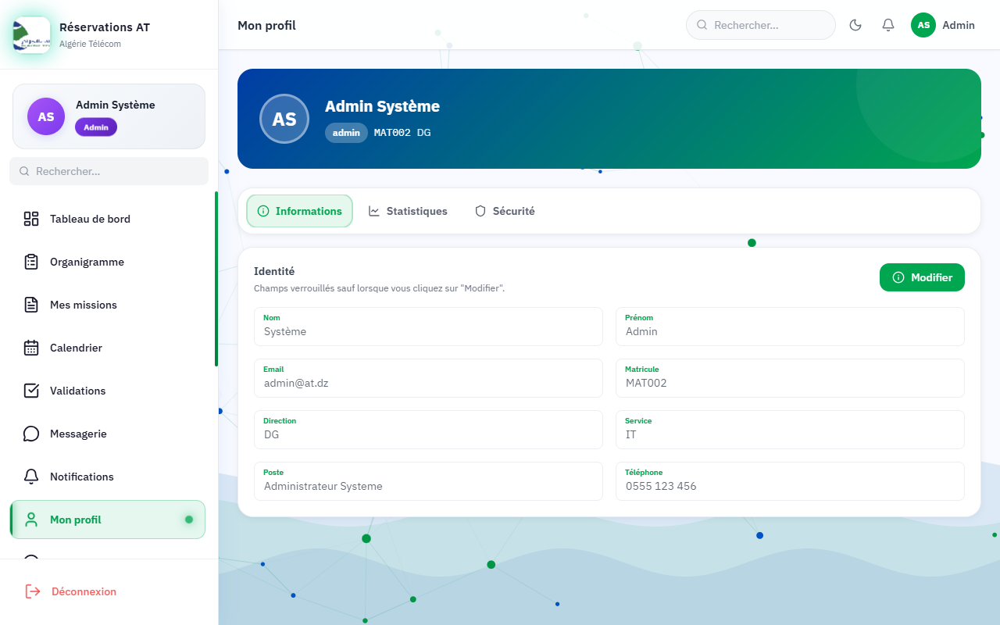 Réservations AT
Algérie Télécom
AS
Admin Système
Admin
Rechercher...
Tableau de bord
Organigramme
Mes missions
Calendrier
Validations
Messagerie
Notifications
Mon profil
Déconnexion
Mon profil
Rechercher...
AS
Admin
AS
Admin Système
admin
MAT002
DG
Informations
Statistiques
Sécurité
Identité
Champs verrouillés sauf lorsque vous cliquez sur "Modifier".
Modifier
Nom
Système
Prénom
Admin
Email
admin@at.dz
Matricule
MAT002
Direction
DG
Service
IT
Poste
Administrateur Systeme
Téléphone
0555 123 456